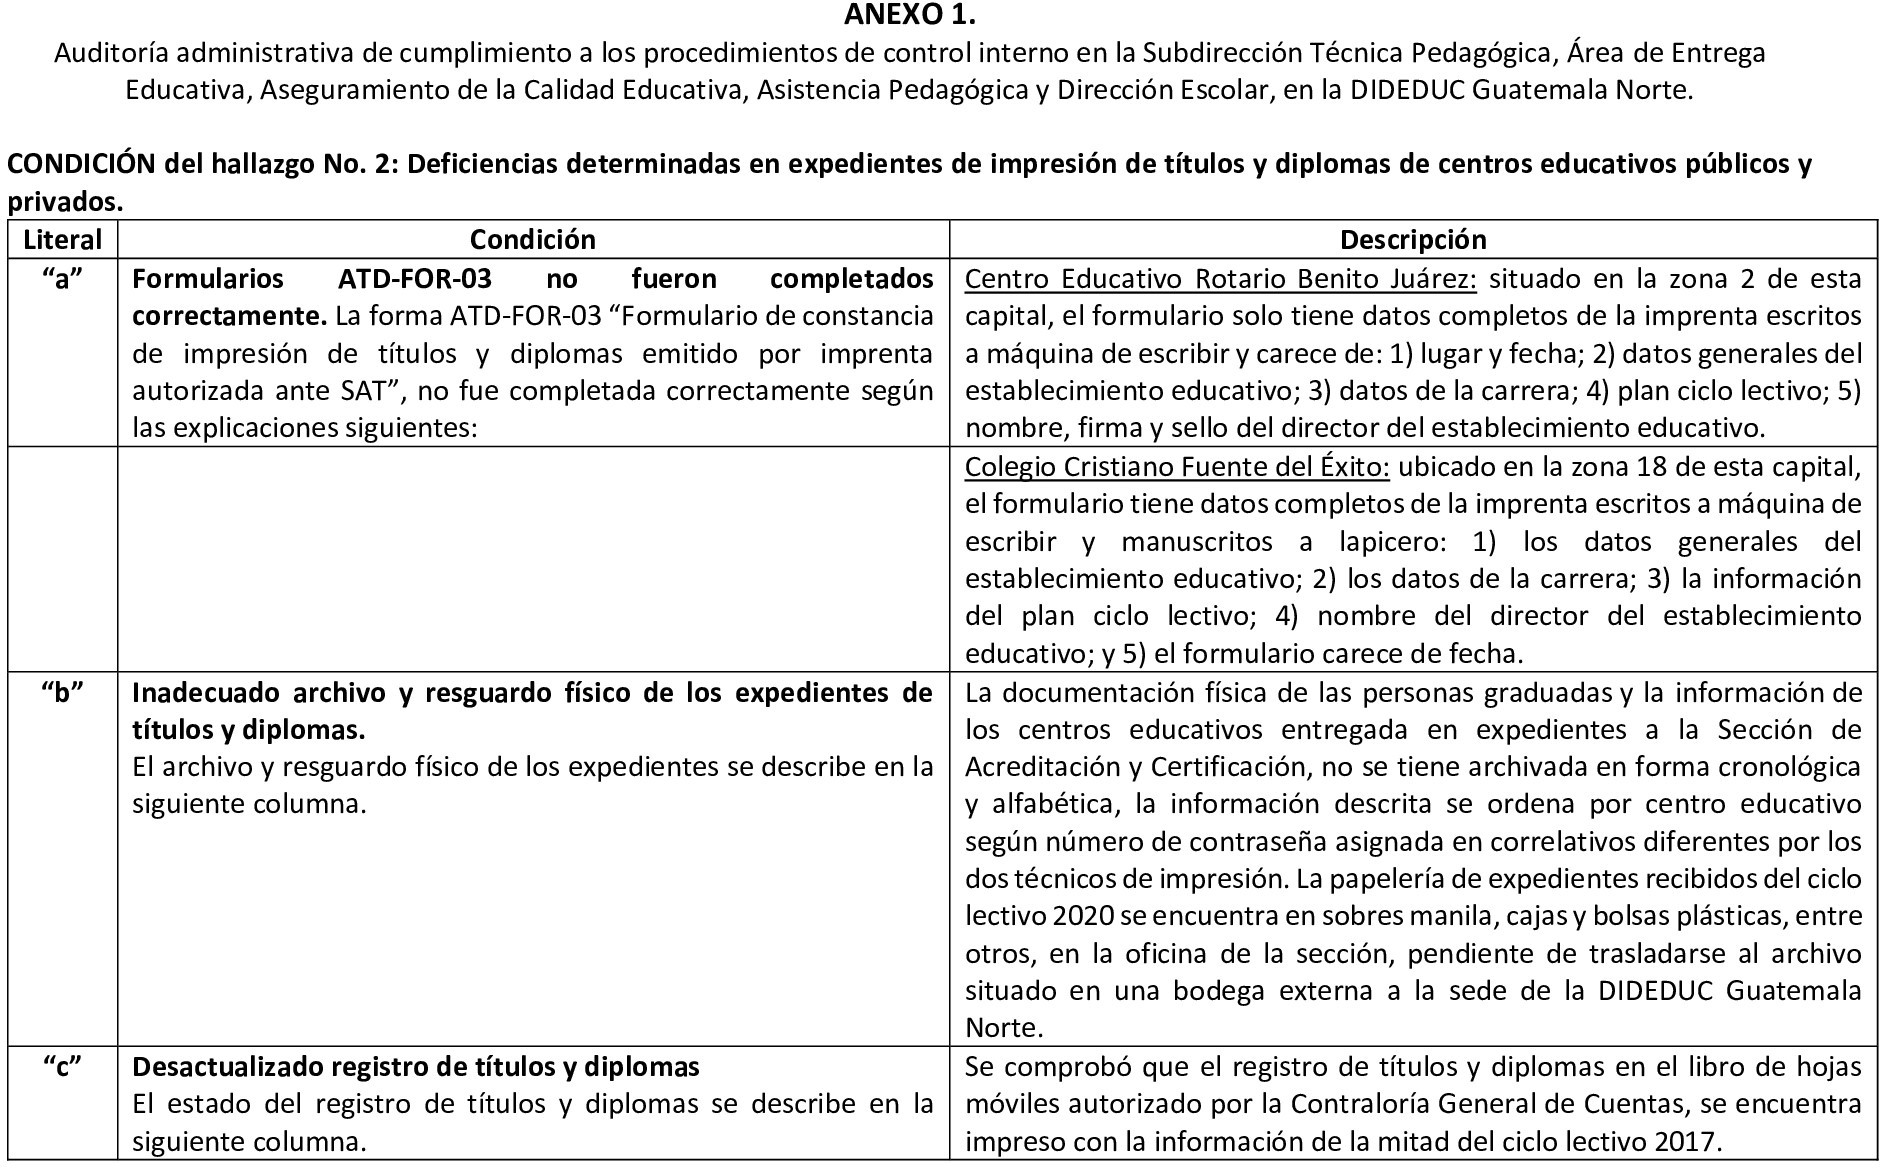 ANEXO 1.
Auditoría administrativa de cumplimiento a los procedimientos de control interno en la Subdirección Técnica Pedagógica, Área de Entrega
Educativa, Aseguramiento de la Calidad Educativa, Asistencia Pedagógica y Dirección Escolar, en la DIDEDUC Guatemala Norte.
CONDICIÓN del hallazgo No. 2: Deficiencias determinadas en expedientes de impresión de títulos y diplomas de centros educativos públicos y
privados.
Literal
Condición
Descripción
“a”
Formularios ATD-FOR-03 no fueron completados
correctamente. La forma ATD-FOR-03 “Formulario de constancia
de impresión de títulos y diplomas emitido por imprenta
autorizada ante SAT”, no fue completada correctamente según
las explicaciones siguientes:
Centro Educativo Rotario Benito Juárez: situado en la zona 2 de esta
capital, el formulario solo tiene datos completos de la imprenta escritos
a máquina de escribir y carece de: 1) lugar y fecha; 2) datos generales del
establecimiento educativo; 3) datos de la carrera; 4) plan ciclo lectivo; 5)
nombre, firma y sello del director del establecimiento educativo.
Colegio Cristiano Fuente del Éxito: ubicado en la zona 18 de esta capital,
el formulario tiene datos completos de la imprenta escritos a máquina de
escribir y manuscritos a lapicero: 1) los datos generales del
establecimiento educativo; 2) los datos de la carrera; 3) la información
del plan ciclo lectivo; 4) nombre del director del establecimiento
educativo; y 5) el formulario carece de fecha.
“b”
Inadecuado archivo y resguardo físico de los expedientes de
títulos y diplomas.
El archivo y resguardo físico de los expedientes se describe en la
siguiente columna.
La documentación física de las personas graduadas y la información de
los centros educativos entregada en expedientes a la Sección de
Acreditación y Certificación, no se tiene archivada en forma cronológica
y alfabética, la información descrita se ordena por centro educativo
según número de contraseña asignada en correlativos diferentes por los
dos técnicos de impresión. La papelería de expedientes recibidos del ciclo
lectivo 2020 se encuentra en sobres manila, cajas y bolsas plásticas, entre
otros, en la oficina de la sección, pendiente de trasladarse al archivo
situado en una bodega externa a la sede de la DIDEDUC Guatemala
Norte.
“c”
Desactualizado registro de títulos y diplomas
El estado del registro de títulos y diplomas se describe en la
siguiente columna.
Se comprobó que el registro de títulos y diplomas en el libro de hojas
móviles autorizado por la Contraloría General de Cuentas, se encuentra
impreso con la información de la mitad del ciclo lectivo 2017.